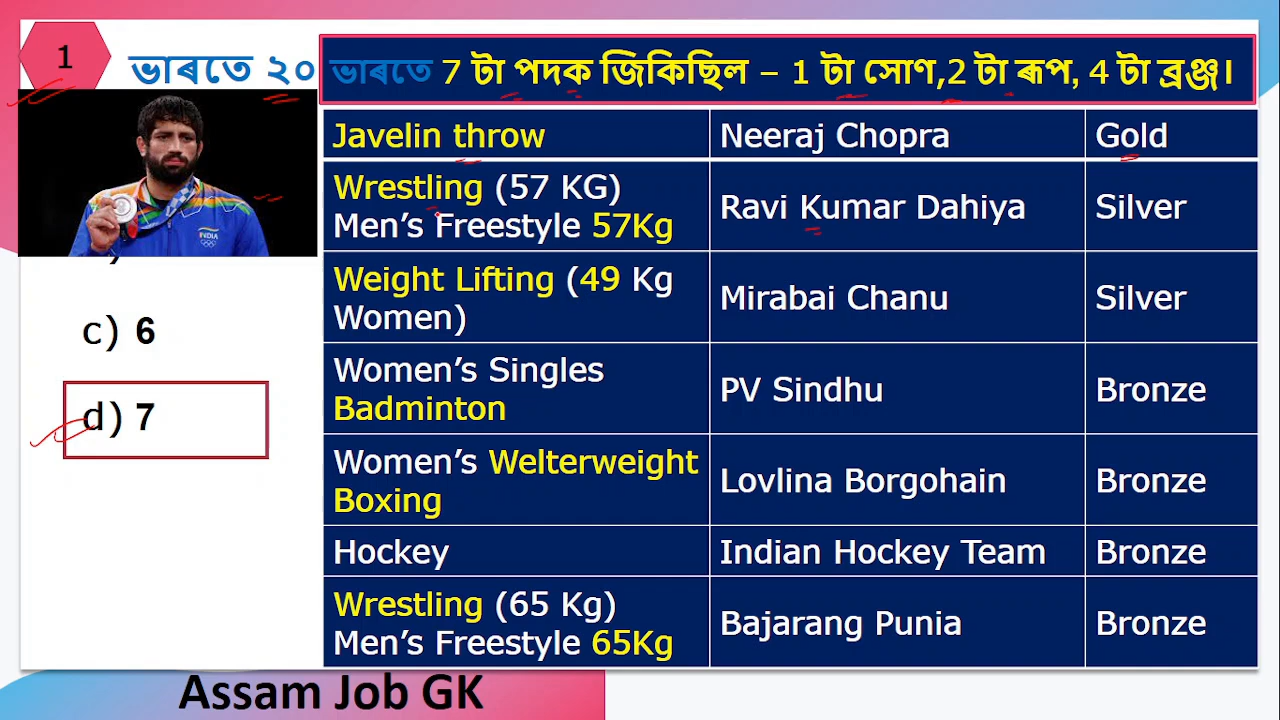 1
ভাৰতে ২০
ভাৰতে 7 টা পদক জিকিছিল – 1 টা সোণ,2 টা ৰূপ, 4 টা ব্ৰঞ্জ।
Javelin throw Neeraj Chopra Gold
Wrestling (57 KG)
Men’s Freestyle 57Kg
Ravi Kumar Dahiya Silver
Weight Lifting (49 Kg
Women)
Mirabai Chanu Silver
Women’s Singles
Badminton
PV Sindhu Bronze
Women’s Welterweight
Boxing
Lovlina Borgohain Bronze
Hockey Indian Hockey Team Bronze
Wrestling (65 Kg)
Men’s Freestyle 65Kg
Bajarang Punia Bronze
INDIA
c) 6
d) 7
Assam Job GK